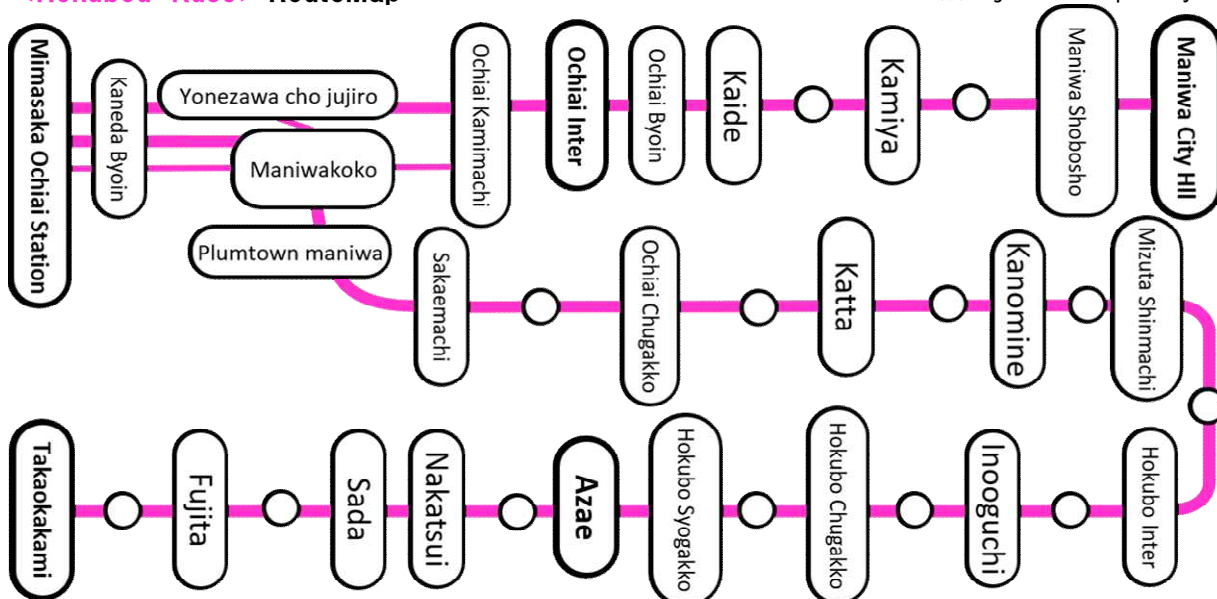 RouteMap
Mimasaka Ochiai Station
Kaneda Byoin
Yonezawa cho jujiro
Maniwakoko
Plumtown maniwa
Ochiai Kamimachi
Ochiai Inter
Ochiai Byoin
Kaide
Kamiya
Maniwa Shobosho
Maniwa City Hll
Sakaemachi
Ochiai Chugakko
Katta
Kanomine
Mizuta Shinmachi
Takaokakami
Fujita
Sada
Nakatsui
Azae
Hokubo Syogakko
Hokubo Chugakko
Inooguchi
Hokubo Inter